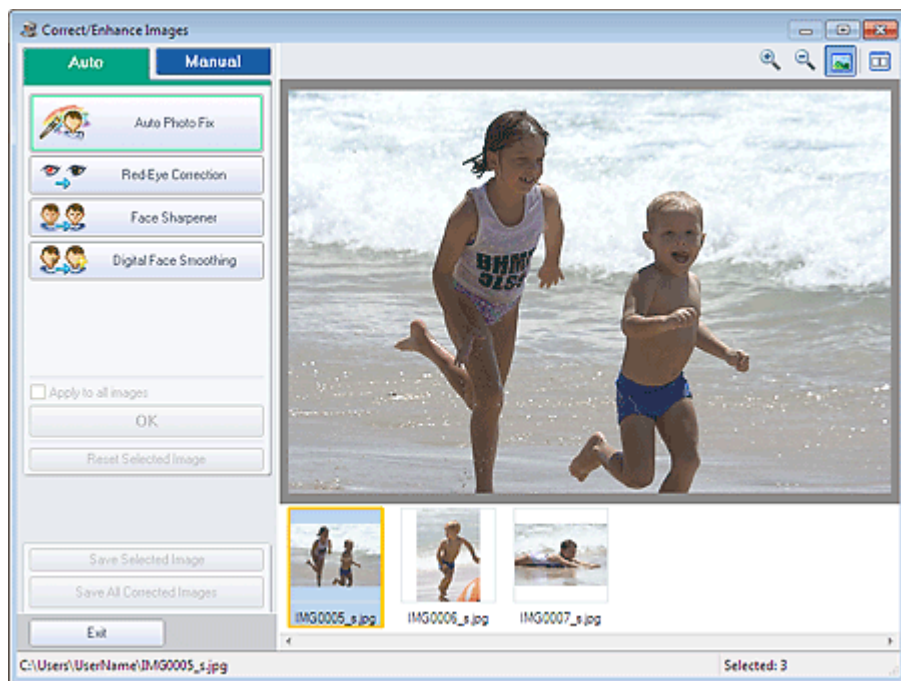 Correct/Enhance Images
Auto
Manual
Auto Photo Fix
Red-Eye Correction
Face Sharpener
Digital Face Smoothing
Apply to all images
OK
Reset Selected Image
Save Selected Image
Save All Corrected Images
Exit
IMG0005_s.jpg
IMG0006_s.jpg
IMG0007_s.jpg
C:\Users\UserName\IMG0005_s.jpg
Selected: 3